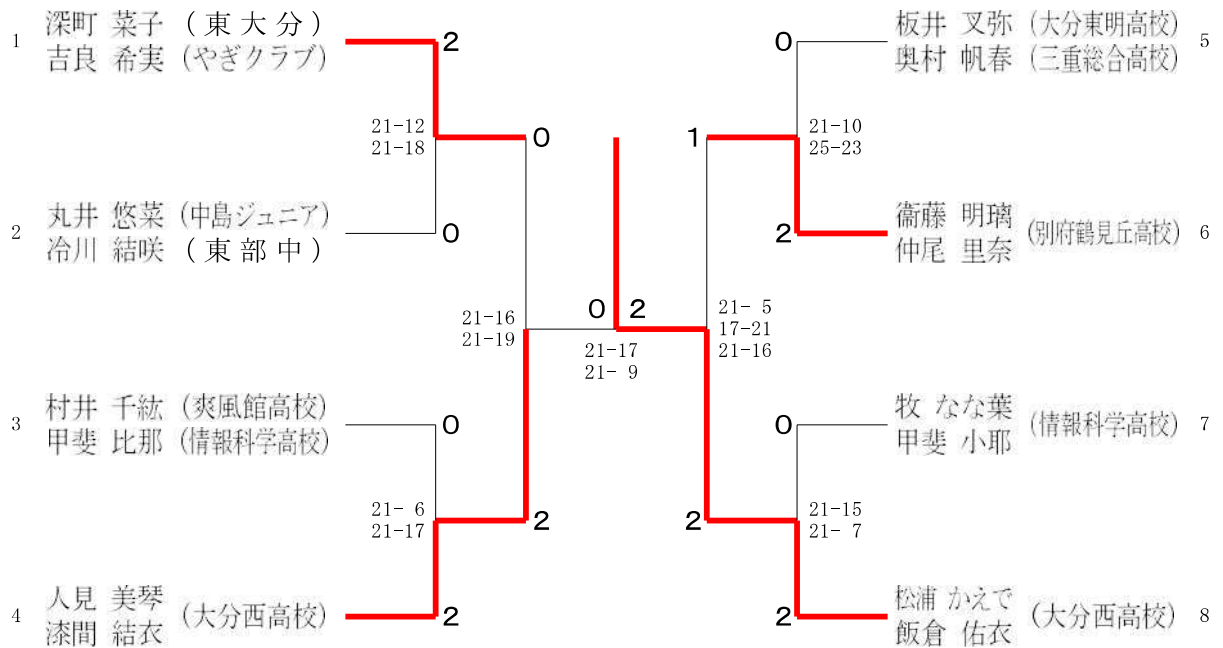 1 深町 菜子 (東大分)
吉良 希実 (やぎクラブ)
2
21-12
21-18
0
2 丸井 悠菜 (中島ジュニア)
冷川 結咲 (東部中)
0
21-16
21-19
3 村井 千紘 (爽風館高校)
甲斐 比那 (情報科学高校)
0
21- 6
21-17
2
4 人見 美琴
漆間 結衣 (大分西高校)
2
0 2
21-17
21- 9
板井 叉弥 (大分東明高校)
奥村 帆春 (三重総合高校) 5
0
1
21-10
25-23
衞藤 明璃
仲尾 里奈 (別府鶴見丘高校) 6
2
21- 5
17-21
21-16
牧 なな葉
甲斐 小耶 (情報科学高校) 7
0
2
21-15
21- 7
松浦 かえで
飯倉 佑衣 (大分西高校) 8
2